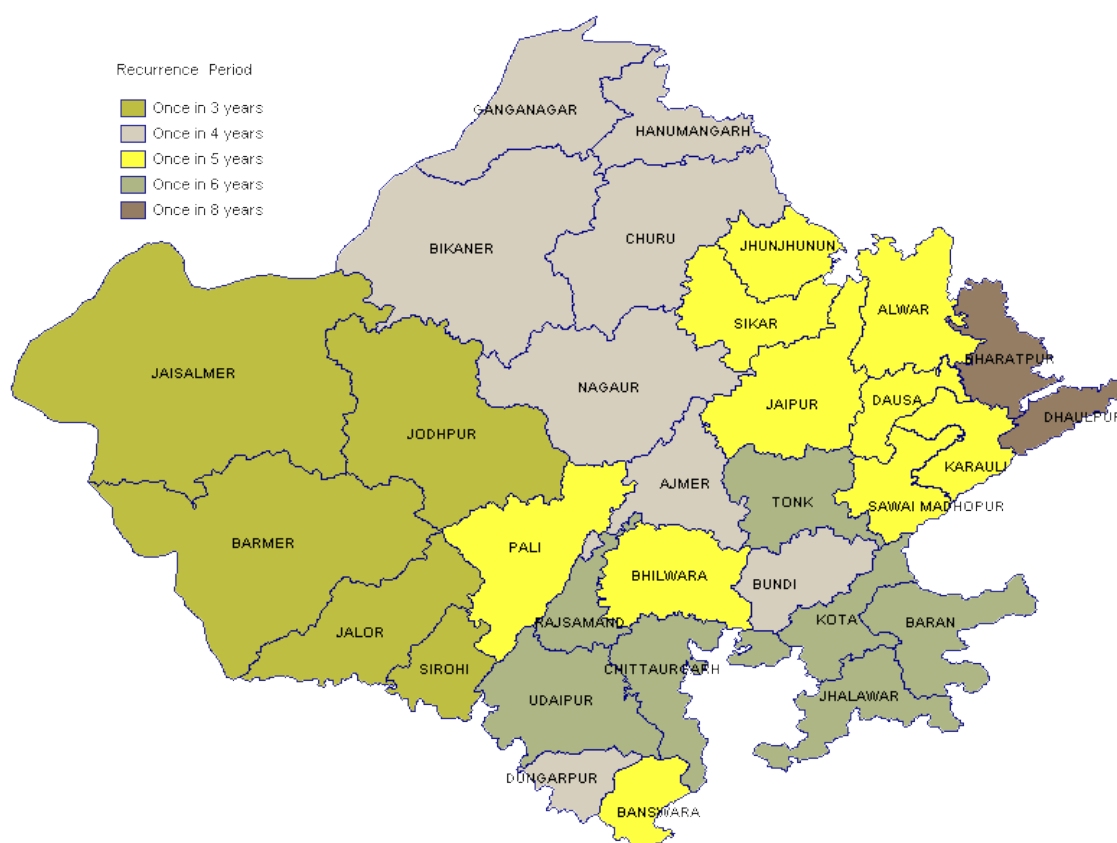 Recurrence Period
Once in 3 years
Once in 4 years
Once in 5 years
Once in 6 years
Once in 8 years
GANGANAGAR
HANUMANGARH
BIKANER
CHURU
JHUNJHUNUN
SIKAR
ALWAR
JAISALMER
NAGAUR
BHARATPUR
JAIPUR
DAUSA
DHAULPUR
JODHPUR
KARAULI
AJMER
TONK
SAWAI MADHOPUR
BARMER
PALI
BHILWARA
BUNDI
RAJSAMAND
KOTA
BARAN
JALOR
SIROHI
CHITTAURGARH
UDAIPUR
JHALAWAR
DUNGARPUR
BANSWARA